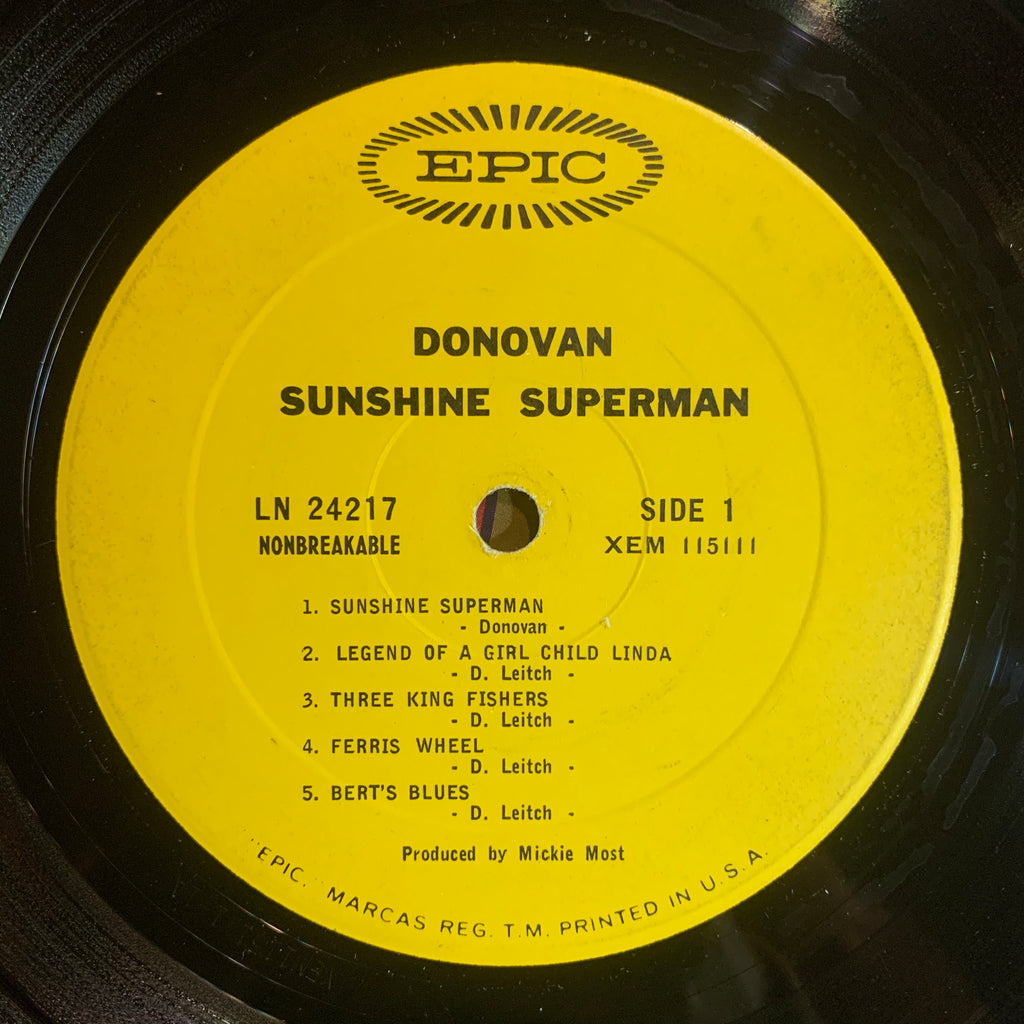 EPIC
DONOVAN
SUNSHINE SUPERMAN
LN 24217
NONBREAKABLE
SIDE 1
XEM 115111
1. SUNSHINE SUPERMAN
- Donovan -
2. LEGEND OF A GIRL CHILD LINDA
- D. Leitch -
3. THREE KING FISHERS
- D. Leitch -
4. FERRIS WHEEL
- D. Leitch -
5. BERT'S BLUES
- D. Leitch -
Produced by Mickie Most
"EPIC," MARCAS REG. T.M. PRINTED IN U.S.A.